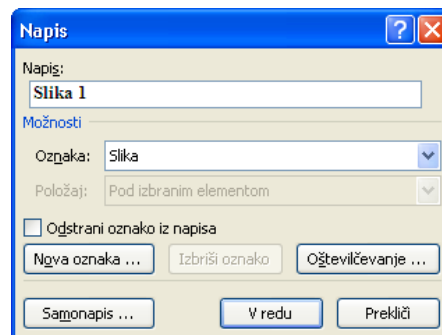 Napis
Napis:
Slika 1
Možnosti
Oznaka: Slika
Položaj: Pod izbranim elementom
Odstrani oznako iz napisa
Nova oznaka ... Izbriši oznako Oštevilčevanje ...
Samonapis ... V redu Prekliči